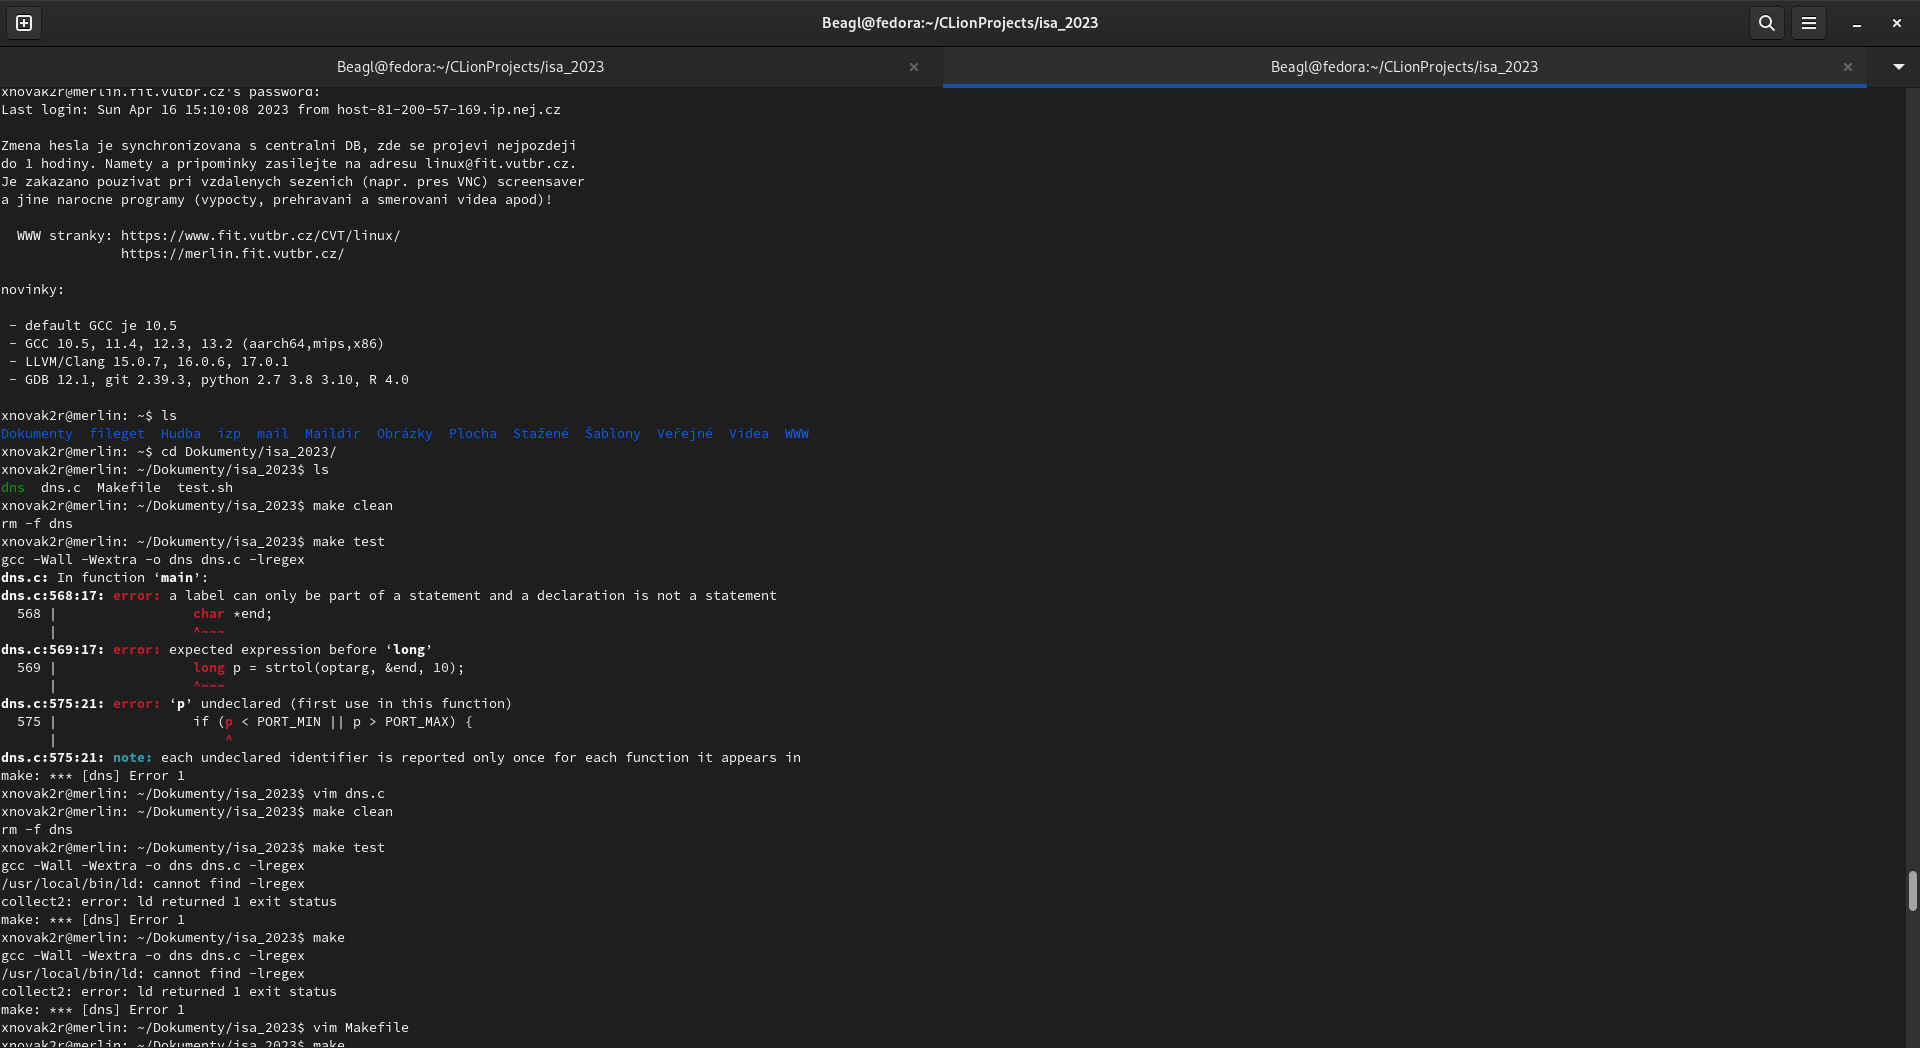 Beagl@fedora:~/CLionProjects/isa_2023
Beagl@fedora:~/CLionProjects/isa_2023
Beagl@fedora:~/CLionProjects/isa_2023
xnovak2r@merlin.fit.vutbr.cz's password:
Last login: Sun Apr 16 15:10:08 2023 from host-81-200-57-169.ip.nej.cz
Zmena hesla je synchronizovana s centralni DB, zde se projevi nejpozdeji
do 1 hodiny. Namety a pripominky zasilejte na adresu linux@fit.vutbr.cz.
Je zakazano pouzivat pri vzdalenych sezenich (napr. pres VNC) screensaver
a jine narocne programy (vypocty, prehravani a smerovani videa apod)!
WWW stranky: https://www.fit.vutbr.cz/CVT/linux/
https://merlin.fit.vutbr.cz/
novinky:
- default GCC je 10.5
- GCC 10.5, 11.4, 12.3, 13.2 (aarch64,mips,x86)
- LLVM/Clang 15.0.7, 16.0.6, 17.0.1
- GDB 12.1, git 2.39.3, python 2.7 3.8 3.10, R 4.0
xnovak2r@merlin: ~$ ls
Dokumenty fileget Hudba izp mail Maildir Obrázky Plocha Stažené Šablony Veřejné Videa WWW
xnovak2r@merlin: ~$ cd Dokumenty/isa_2023/
xnovak2r@merlin: ~/Dokumenty/isa_2023$ ls
dns dns.c Makefile test.sh
xnovak2r@merlin: ~/Dokumenty/isa_2023$ make clean
rm -f dns
xnovak2r@merlin: ~/Dokumenty/isa_2023$ make test
gcc -Wall -Wextra -o dns dns.c -lregex
dns.c: In function ‘main’:
dns.c:568:17: error: a label can only be part of a statement and a declaration is not a statement
568 | char *end;
| ^~~~
dns.c:569:17: error: expected expression before ‘long’
569 | long p = strtol(optarg, &end, 10);
| ^~~~
dns.c:575:21: error: ‘p’ undeclared (first use in this function)
575 | if (p < PORT_MIN || p > PORT_MAX) {
| ^
dns.c:575:21: note: each undeclared identifier is reported only once for each function it appears in
make: *** [dns] Error 1
xnovak2r@merlin: ~/Dokumenty/isa_2023$ vim dns.c
xnovak2r@merlin: ~/Dokumenty/isa_2023$ make clean
rm -f dns
xnovak2r@merlin: ~/Dokumenty/isa_2023$ make test
gcc -Wall -Wextra -o dns dns.c -lregex
/usr/local/bin/ld: cannot find -lregex
collect2: error: ld returned 1 exit status
make: *** [dns] Error 1
xnovak2r@merlin: ~/Dokumenty/isa_2023$ make
gcc -Wall -Wextra -o dns dns.c -lregex
/usr/local/bin/ld: cannot find -lregex
collect2: error: ld returned 1 exit status
make: *** [dns] Error 1
xnovak2r@merlin: ~/Dokumenty/isa_2023$ vim Makefile
xnovak2r@merlin: ~/Dokumenty/isa_2023$ make